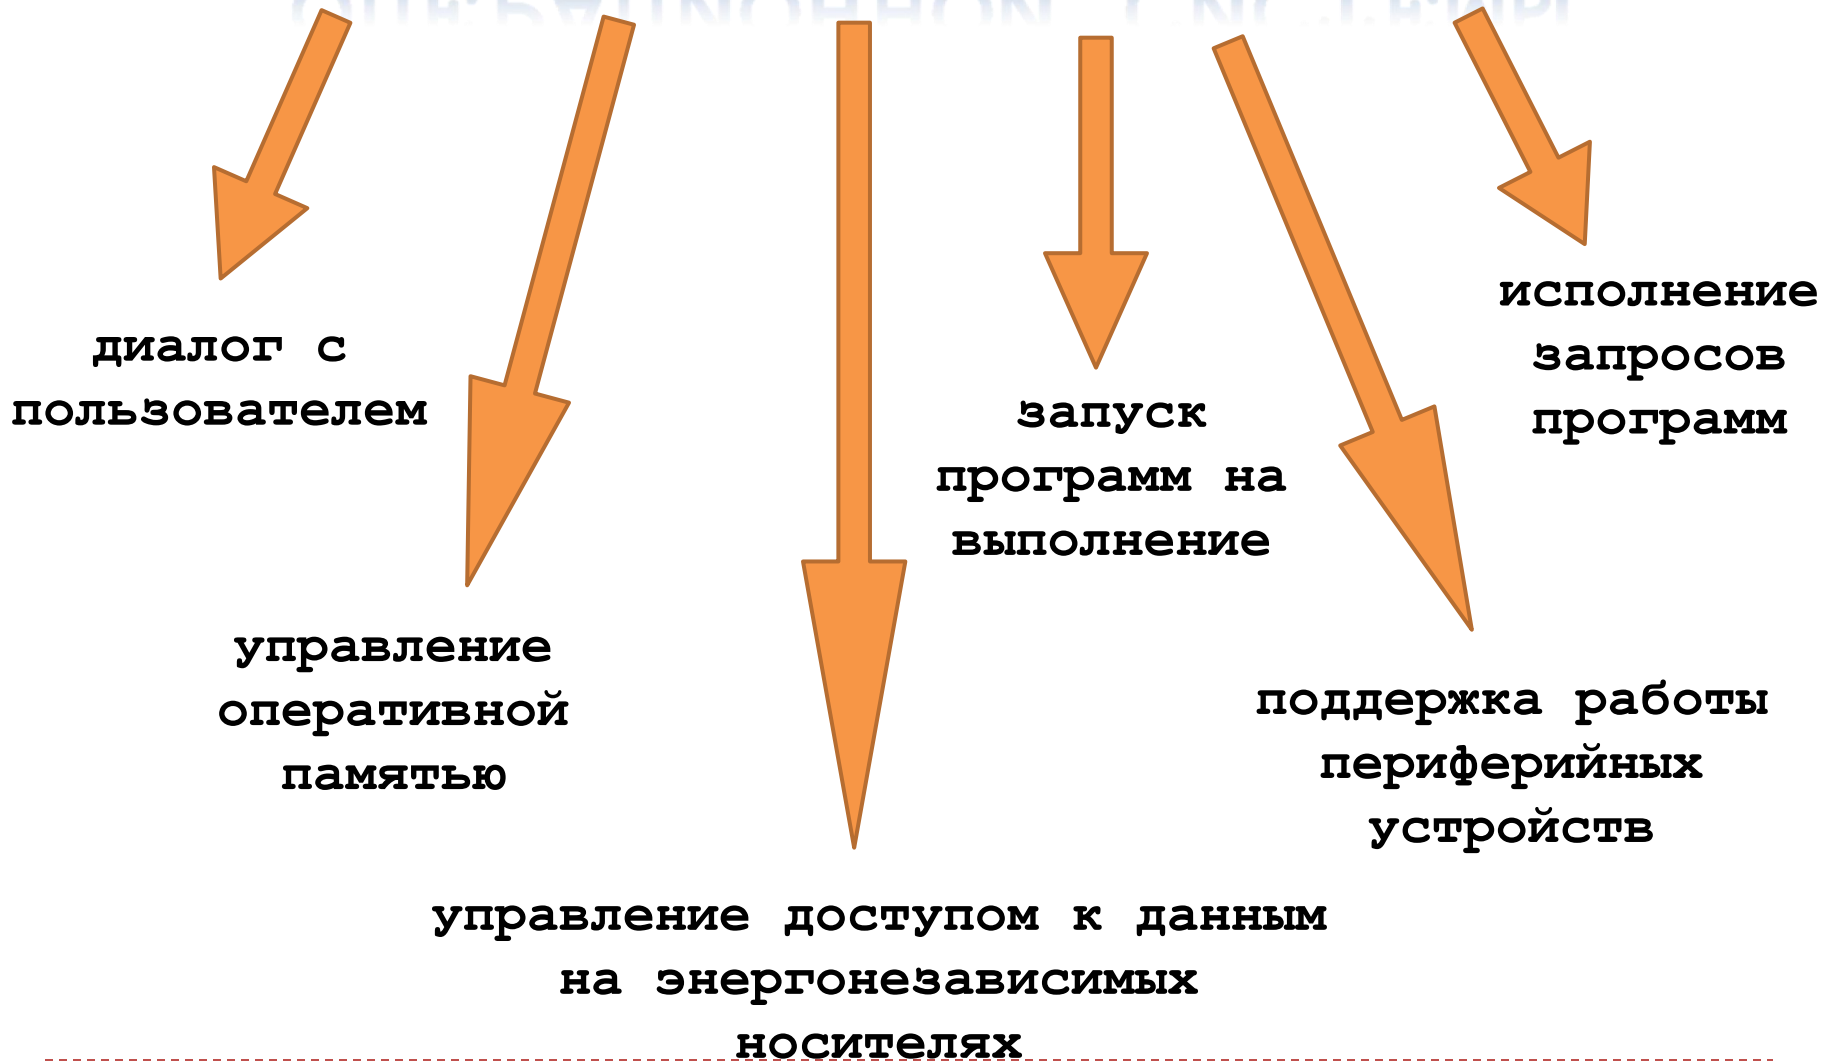 диалог с
пользователем
управление
оперативной
памятью
управление доступом к данным
на энергонезависимых
носителях
запуск
программ на
выполнение
поддержка работы
периферийных
устройств
исполнение
запросов
программ